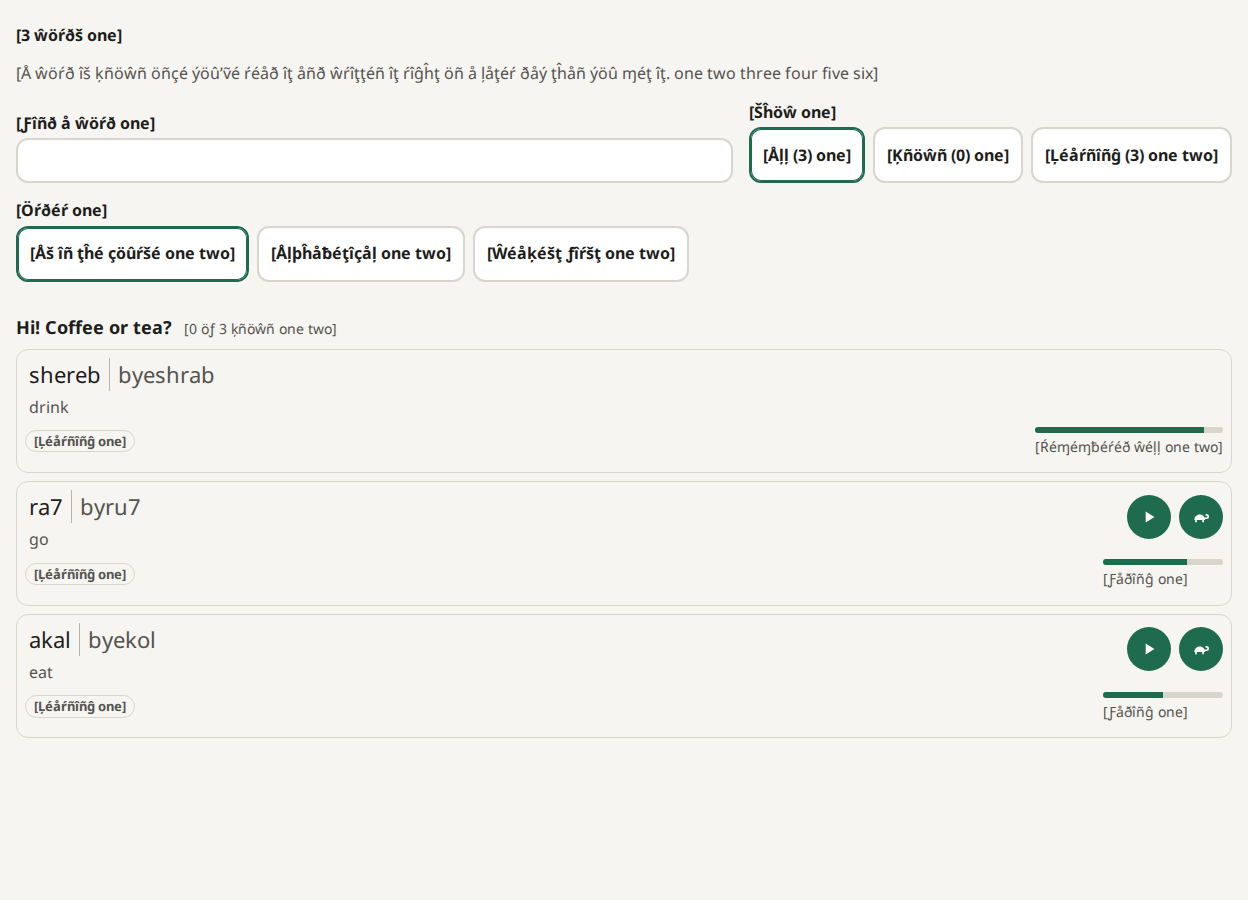 [3 ŵöŕðš one]
[Å ŵöŕð îš ķñöŵñ öñçé ýöû’ṽé ŕéåð îţ åñð ŵŕîţţéñ îţ ŕîĝĥţ öñ å ļåţéŕ ðåý ţĥåñ ýöû ɱéţ îţ. one two three four five six]
[Šĥöŵ one]
[Ƒîñð å ŵöŕð one]
[Åļļ (3) one]
[Ķñöŵñ (0) one]
[Ļéåŕñîñĝ (3) one two]
[Öŕðéŕ one]
[Åš îñ ţĥé çöûŕšé one two]
[Åļþĥåƀéţîçåļ one two]
[Ŵéåķéšţ ƒîŕšţ one two]
Hi! Coffee or tea? [0 öƒ 3 ķñöŵñ one two]
shereb | byeshrab
drink
[Ļéåŕñîñĝ one]
[Ŕéɱéɱƀéŕéð ŵéļļ one two]
ra7 | byru7
go
[Ļéåŕñîñĝ one]
[Ƒåðîñĝ one]
akal | byekol
eat
[Ļéåŕñîñĝ one]
[Ƒåðîñĝ one]